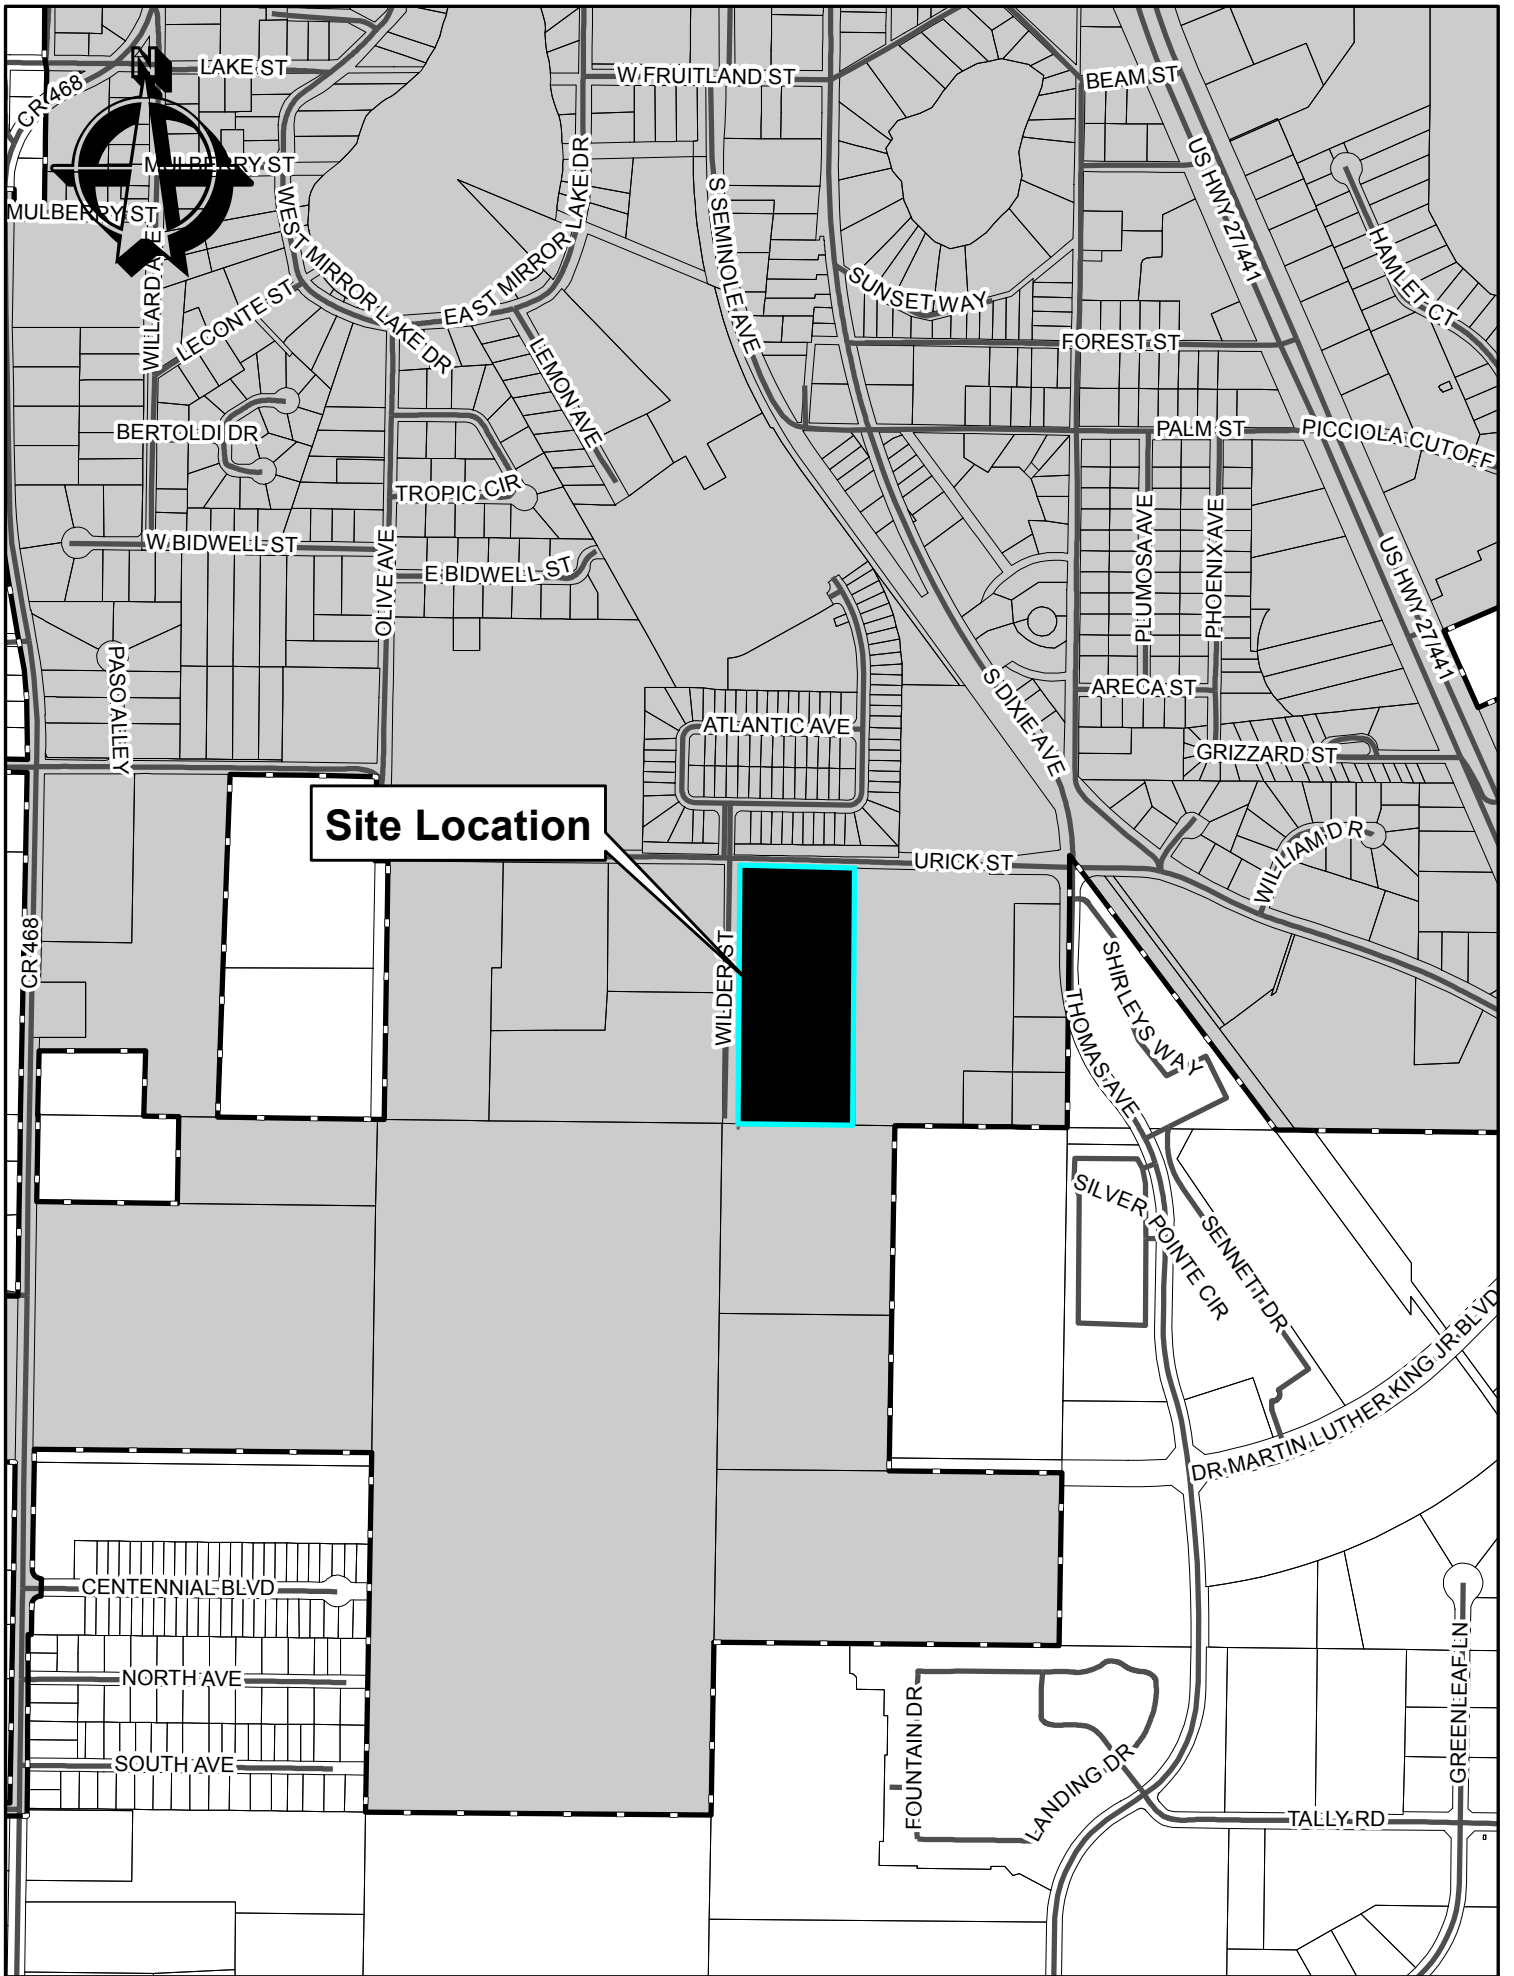 N
LAKE ST
CR 468
W FRUITLAND ST
BEAM ST
MULBERRY ST
MULBERRY ST
WEST MIRROR LAKE DR
EAST MIRROR LAKE DR
S SEMINOLE AVE
US HWY 27/441
HAMLET CT
SUNSET WAY
LECONTE ST
LEMON AVE
FOREST ST
BERTOLDI DR
PALM ST
PICCIOLA CUTOFF
TROPIC CIR
W BIDWELL ST
OLIVE AVE
E BIDWELL ST
PLUMOSA AVE
PHOENIX AVE
US HWY 27/441
PASO ALLEY
ARECA ST
S DIXIE AVE
ATLANTIC AVE
GRIZZARD ST
Site Location
URICK ST
WILLIAM D R
CR 468
WILDER ST
SHIRLEYS WAY
THOMAS AVE
SILVER POINTE CIR
SENNETT DR
DR MARTIN LUTHER KING JR BLVD
CENTENNIAL BLVD
NORTH AVE
SOUTH AVE
FOUNTAIN DR
LANDING DR
GREENLEAF LN
TALLY RD